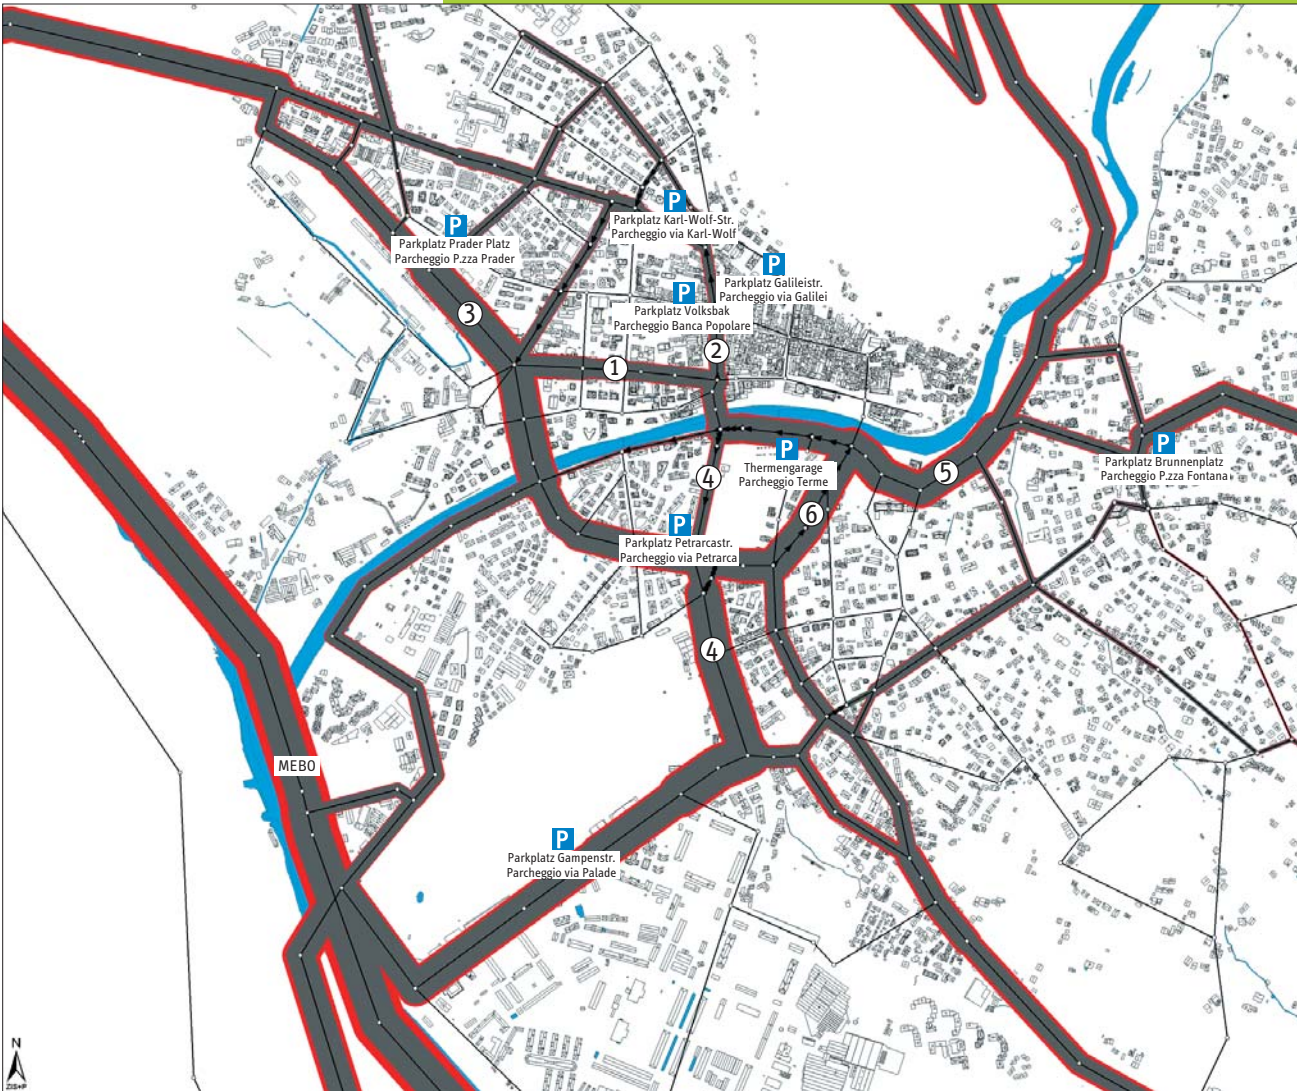 P
Parkplatz Karl-Wolf-Str.
Parcheggio via Karl-Wolf
P
Parkplatz Prader Platz
Parcheggio P.zza Prader
P
Parkplatz Galileistr.
Parcheggio via Galilei
P
Parkplatz Volksbak
Parcheggio Banca Popolare
3
2
1
P
Thermengarage
Parcheggio Terme
P
Parkplatz Brunnenplatz
Parcheggio P.zza Fontana
4
5
6
P
Parkplatz Petrarcastr.
Parcheggio via Petrarca
4
MEBO
P
Parkplatz Gampenstr.
Parcheggio via Palade
N
ZIS+P